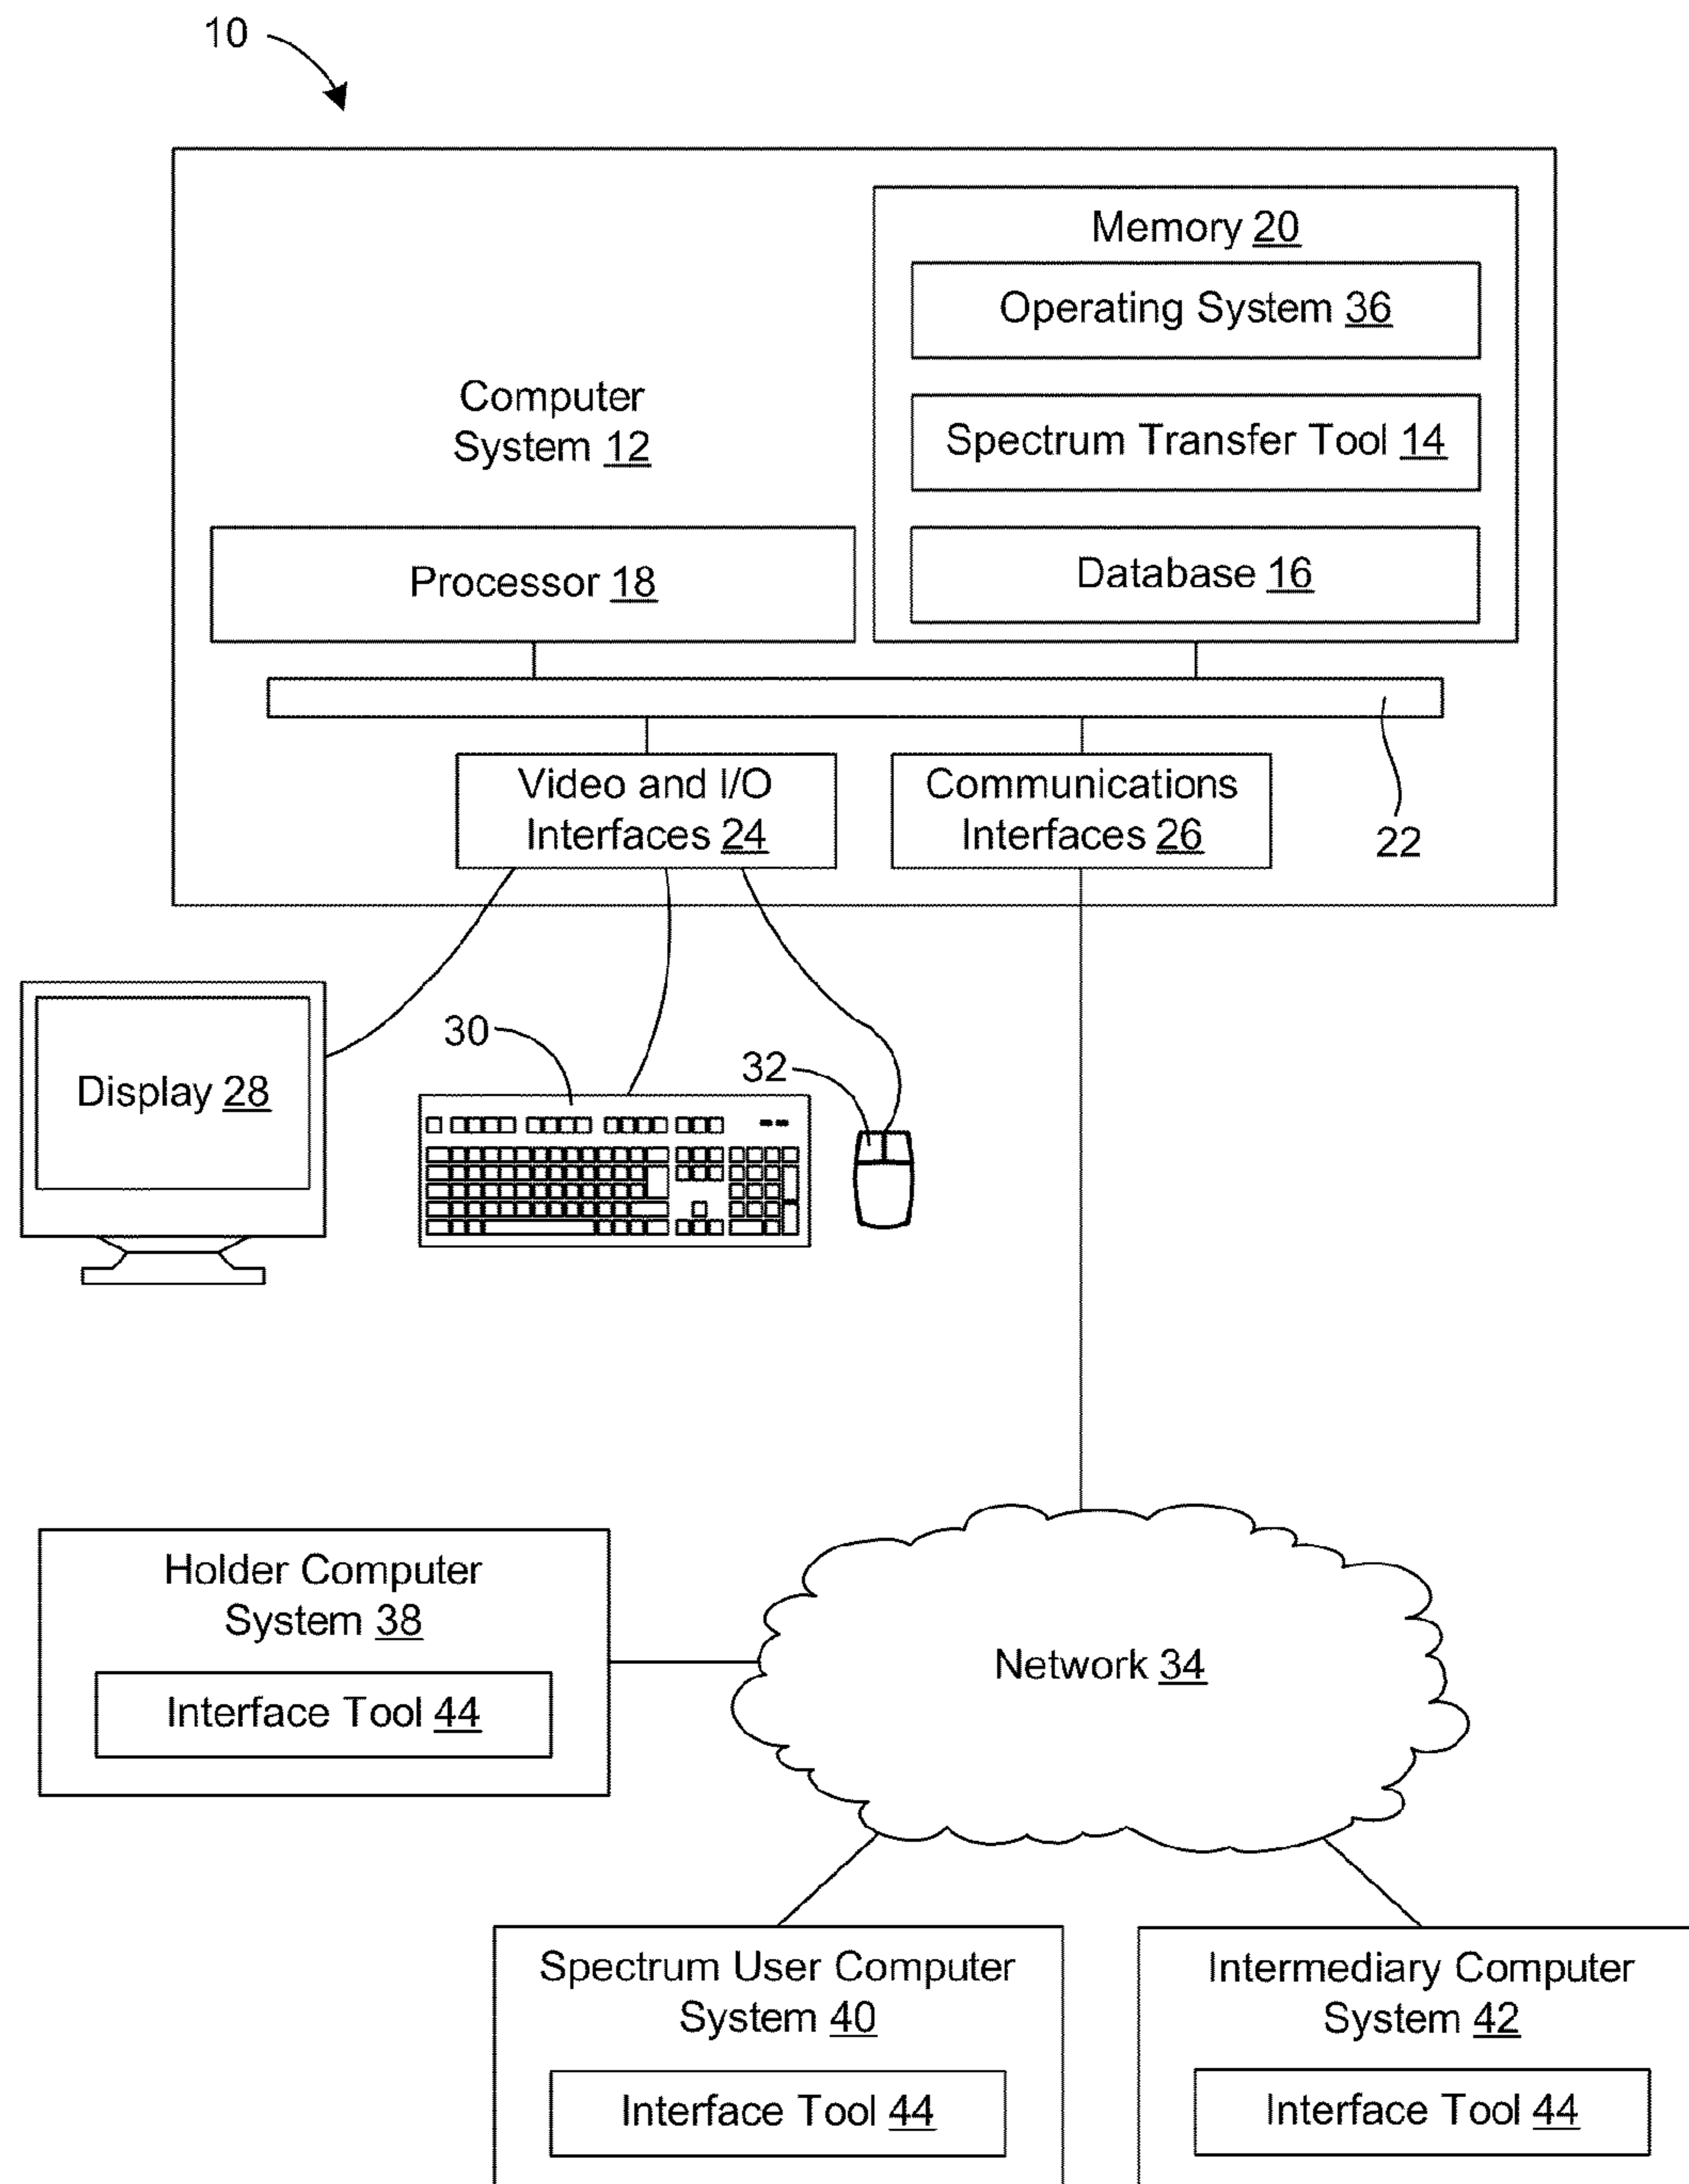 10
Memory 20
Operating System 36
Computer
System 12
Spectrum Transfer Tool 14
Processor 18
Database 16
Video and I/O
Interfaces 24
Communications
Interfaces 26
22
30
32
Display 28
Holder Computer
System 38
Interface Tool 44
Network 34
Spectrum User Computer
System 40
Interface Tool 44
Intermediary Computer
System 42
Interface Tool 44